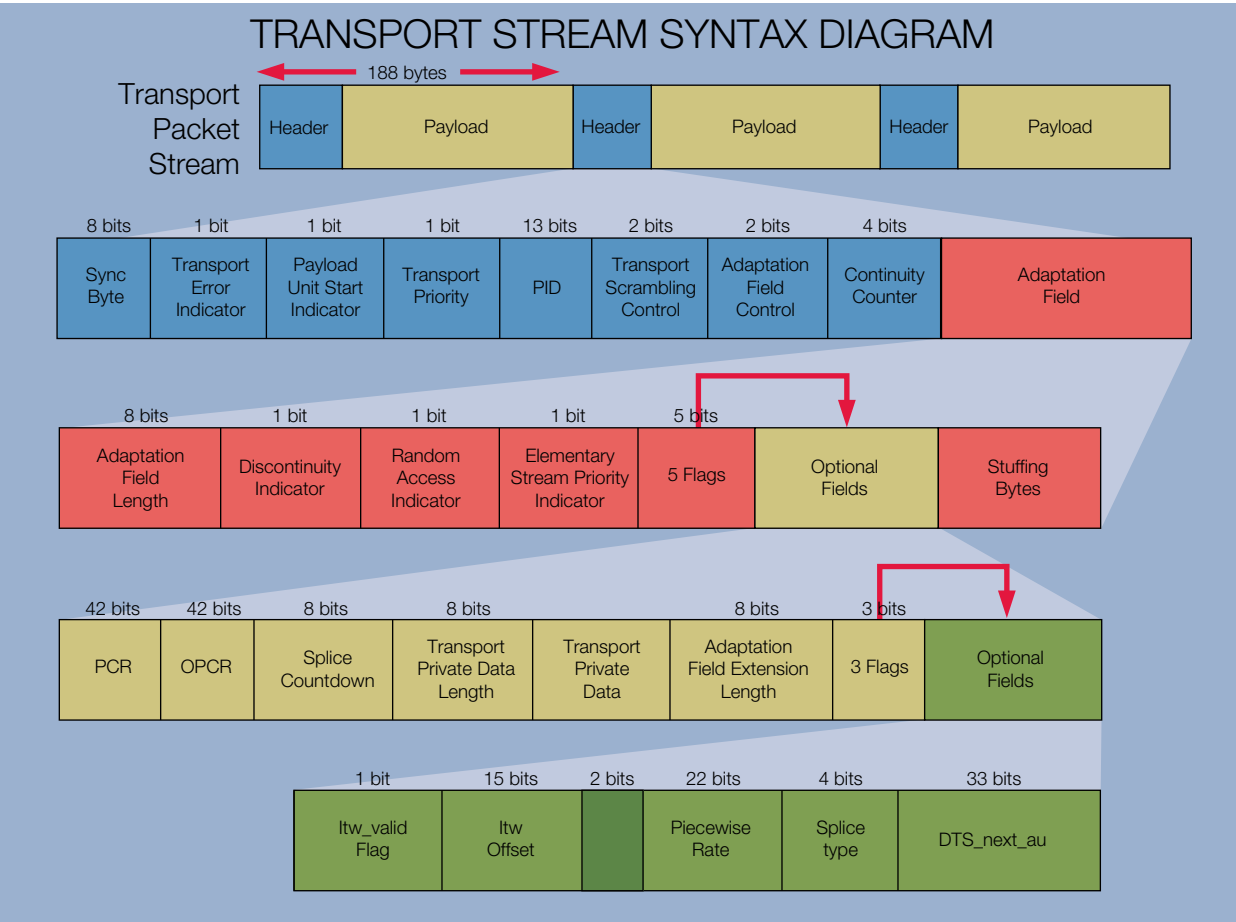 TRANSPORT STREAM SYNTAX DIAGRAM
188 bytes
Transport
Packet
Stream
Header
Payload
Header
Payload
Header
Payload
8 bits
1 bit
1 bit
1 bit
13 bits
2 bits
2 bits
4 bits
Sync
Byte
Transport
Error
Indicator
Payload
Unit Start
Indicator
Transport
Priority
PID
Transport
Scrambling
Control
Adaptation
Field
Control
Continuity
Counter
Adaptation
Field
8 bits
1 bit
1 bit
1 bit
5 bits
Adaptation
Field
Length
Discontinuity
Indicator
Random
Access
Indicator
Elementary
Stream Priority
Indicator
5 Flags
Optional
Fields
Stuffing
Bytes
42 bits
42 bits
8 bits
8 bits
8 bits
3 bits
PCR
OPCR
Splice
Countdown
Transport
Private Data
Length
Transport
Private
Data
Adaptation
Field Extension
Length
3 Flags
Optional
Fields
1 bit
15 bits
2 bits
22 bits
4 bits
33 bits
ltw_valid
Flag
ltw
Offset
Piecewise
Rate
Splice
type
DTS_next_au